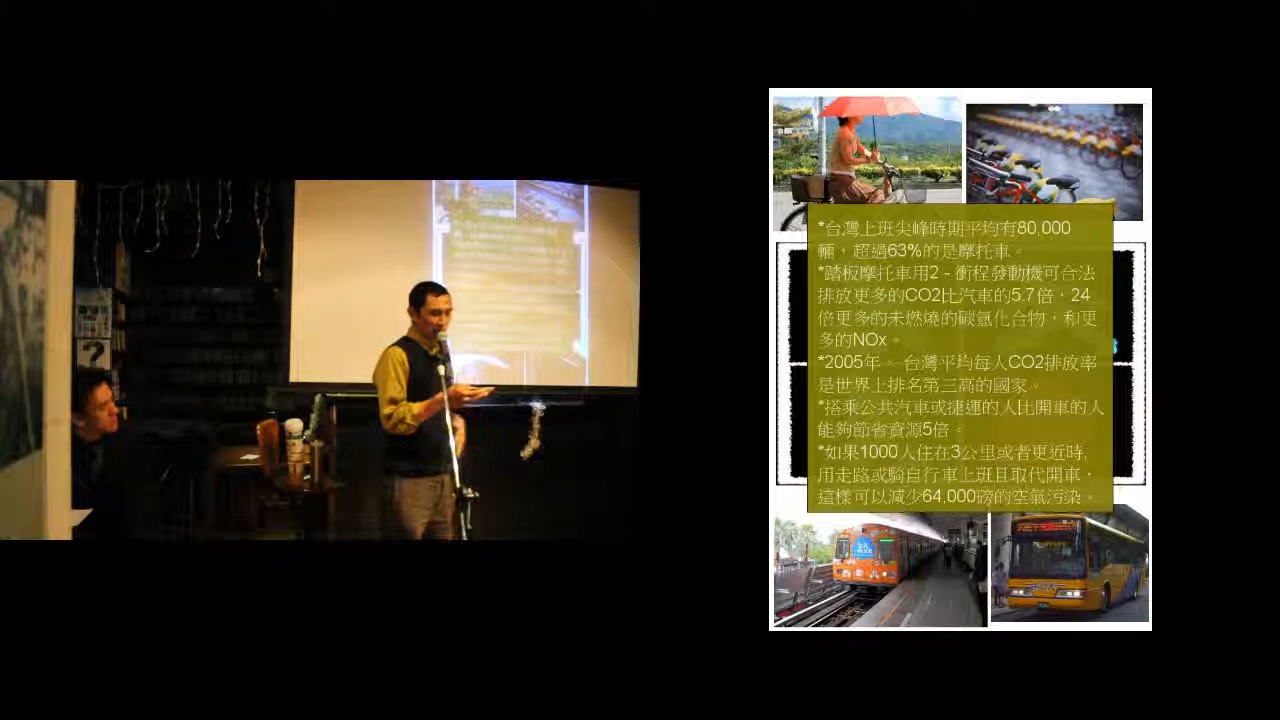 *台灣上班尖峰時期平均有80,000
輛，超過63%的是摩托車。
*踏板摩托車用2－衝程發動機可合法
排放更多的CO2比汽車的5.7倍，24
倍更多的未燃燒的碳氫化合物，和更
多的NOx。
*2005年。 台灣平均每人CO2排放率
是世界上排名第三高的國家。
*搭乘公共汽車或捷運的人比開車的人
能夠節省資源5倍。
*如果1000人住在3公里或者更近時,
用走路或騎自行車上班且取代開車，
這樣可以減少64,000磅的空氣污染。
?